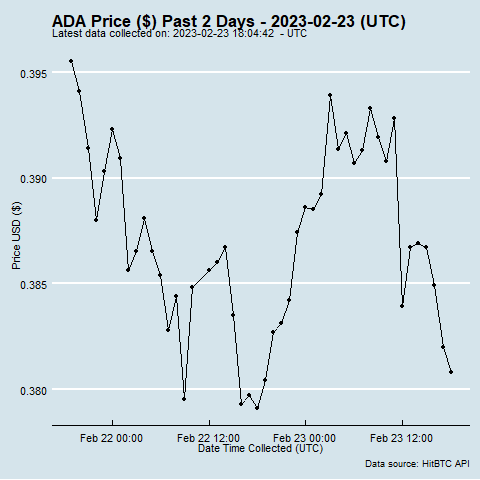 ADA Price ($) Past 2 Days - 2023-02-23 (UTC)
Latest data collected on: 2023-02-23 18:04:42 - UTC
0.395
0.390
0.385
0.380
Price USD ($)
Feb 22 00:00 Feb 22 12:00 Feb 23 00:00 Feb 23 12:00
Date Time Collected (UTC)
Data source: HitBTC API